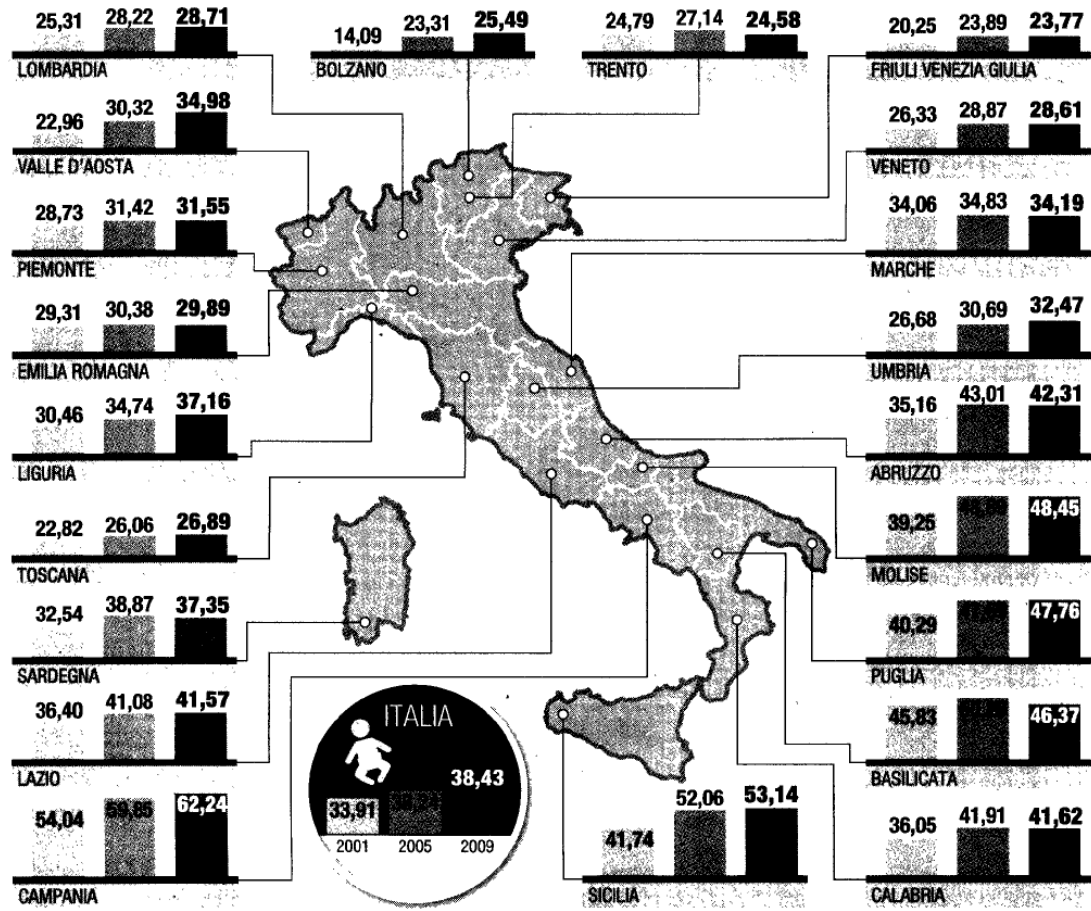 25,31 28,22 28,71
LOMBARDIA
14,09 23,31 25,49
BOLZANO
24,79 27,14 24,58
TRENTO
20,25 23,89 23,77
FRIULI VENEZIA GIULIA
22,96 30,32 34,98
VALLE D'AOSTA
26,33 28,87 28,61
VENETO
28,73 31,42 31,55
PIEMONTE
34,06 34,83 34,19
MARCHE
29,31 30,38 29,89
EMILIA ROMAGNA
26,68 30,69 32,47
UMBRIA
30,46 34,74 37,16
LIGURIA
35,16 43,01 42,31
ABRUZZO
22,82 26,06 26,89
TOSCANA
39,25 48,45
MOLISE
32,54 38,87 37,35
SARDEGNA
40,29 47,76
PUGLIA
36,40 41,08 41,57
LAZIO
45,83 46,37
BASILICATA
54,04 59,85 62,24
CAMPANIA
ITALIA
33,91 38,43
2001 2005 2009
41,74 52,06 53,14
SICILIA
36,05 41,91 41,62
CALABRIA